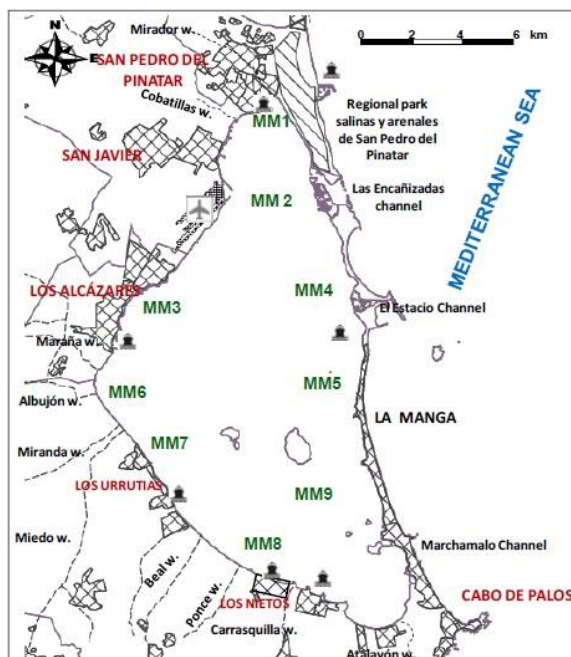 N
E
0 2 4 6 km
Mirador w.
SAN PEDRO DEL
PINATAR
Cobatillas w.
MM1
Regional park
salinas y arenales
de San Pedro del
Pinatar
SAN JAVIER
Las Encañizadas
channel
MM 2
MEDITERRANEAN SEA
LOS ALCÁZARES
MM3
MM4
El Estacio Channel
Maraña w.
MM5
MM6
Albujón w.
LA MANGA
MM7
Miranda w.
LOS URRUTIAS
MM9
Miedo w.
Beal w.
MM8
Marchamalo Channel
Ponce w.
LOS NIETOS
CABO DE PALOS
Carrasquilla w.
Atalayón w.